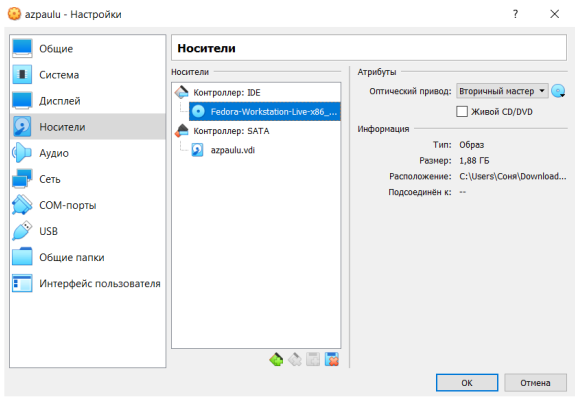 azpaulu - Настройки
Общие
Система
Дисплей
Носители
Аудио
Сеть
COM-порты
USB
Общие папки
Интерфейс пользователя
Носители
Носители
Контроллер: IDE
Fedora-Workstation-Live-x86_...
Контроллер: SATA
azpaulu.vdi
Атрибуты
Оптический привод: Вторичный мастер
Живой CD/DVD
Информация
Тип: Образ
Размер: 1,88 ГБ
Расположение: C:\Users\Соня\Download...
Подсоединён к: --
OK
Отмена